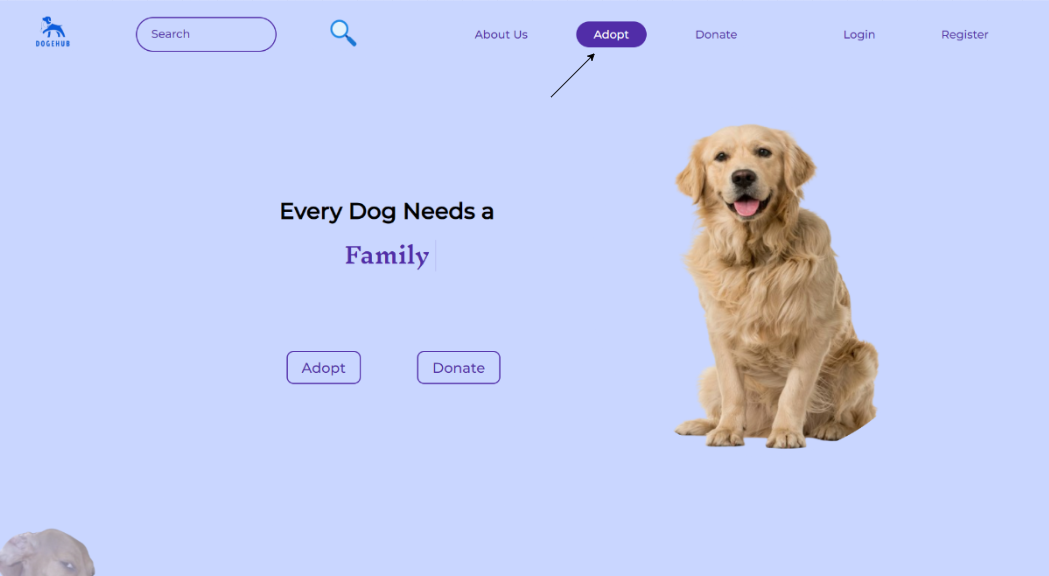 DOGEHUB
Search
About Us
Adopt
Donate
Login
Register
Every Dog Needs a
Family
Adopt
Donate